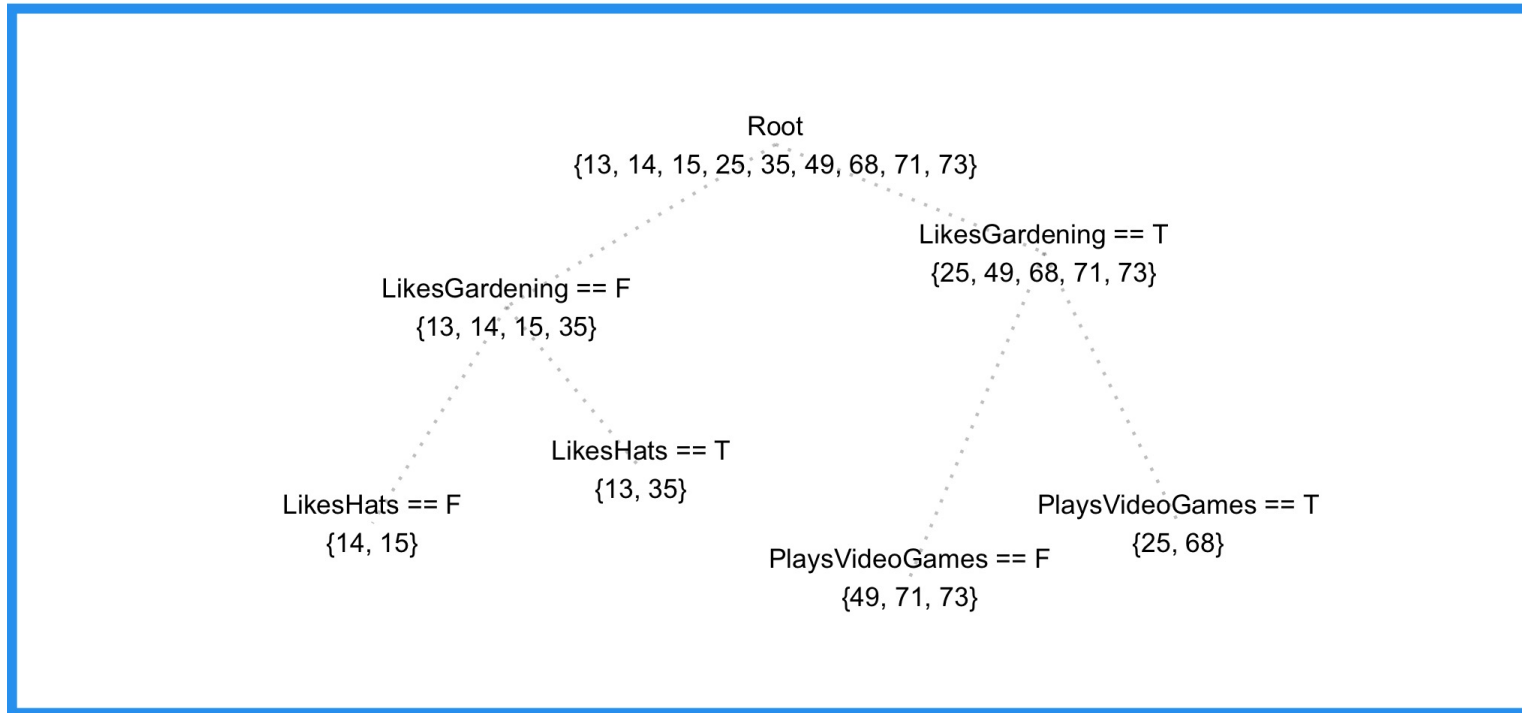 Root
{13, 14, 15, 25, 35, 49, 68, 71, 73}
LikesGardening == T
{25, 49, 68, 71, 73}
LikesGardening == F
{13, 14, 15, 35}
LikesHats == T
{13, 35}
LikesHats == F
{14, 15}
PlaysVideoGames == T
{25, 68}
PlaysVideoGames == F
{49, 71, 73}